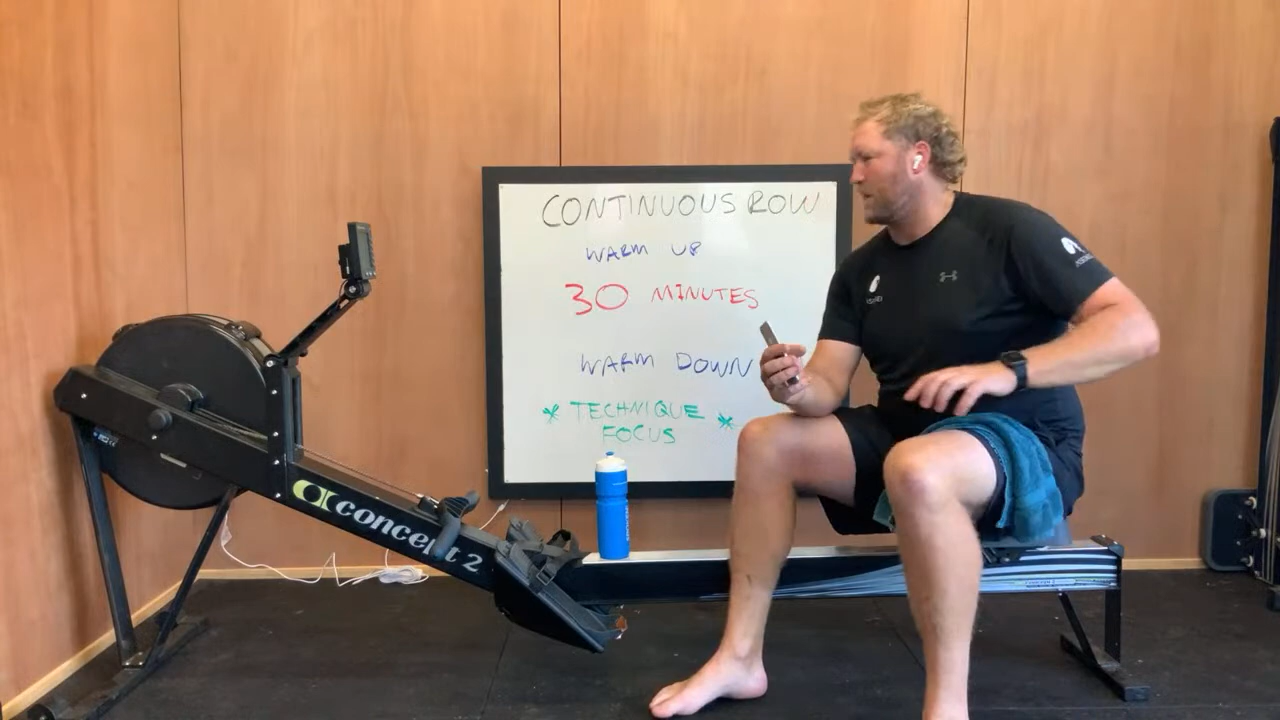 CONTINUOUS ROW
WARM UP
30 MINUTES
WARM DOWN
* TECHNIQUE *
FOCUS
concept 2